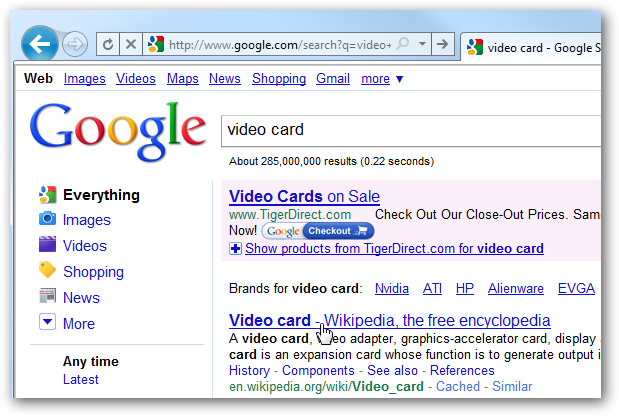 http://www.google.com/search?q=video+
video card - Google S
Web Images Videos Maps News Shopping Gmail more ▼
Google
video card
About 285,000,000 results (0.22 seconds)
Everything
Images
Videos
Shopping
News
More
Any time
Latest
Video Cards on Sale
www.TigerDirect.com Check Out Our Close-Out Prices. Same
Now! Google Checkout
Show products from TigerDirect.com for video card
Brands for video card: Nvidia ATI HP Alienware EVGA
Video card - Wikipedia, the free encyclopedia
A video card, video adapter, graphics-accelerator card, display
card is an expansion card whose function is to generate output i
History - Components - See also - References
en.wikipedia.org/wiki/Video_card - Cached - Similar